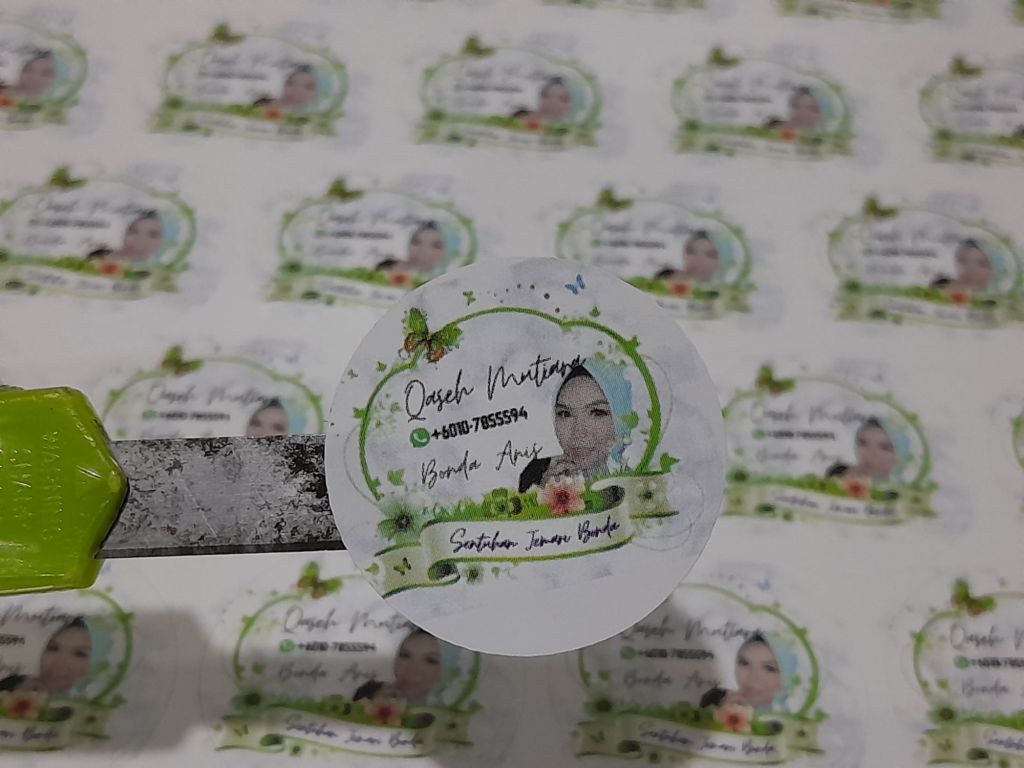 Qaseh Mutiara
+6010-7855594
Bonda Anis
Sentuhan Jemari Bonda